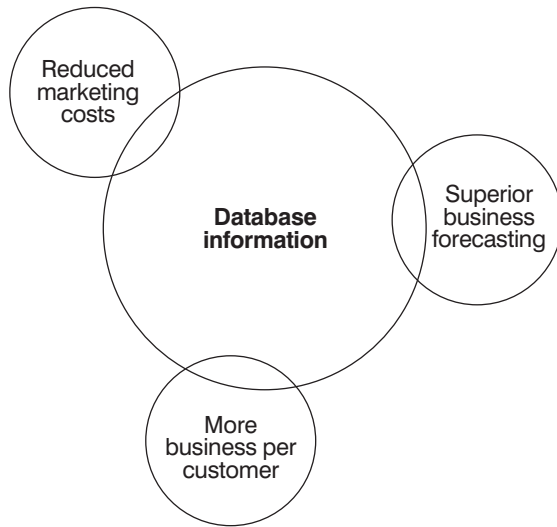 Reduced
marketing
costs
Superior
business
forecasting
Database
information
More
business per
customer